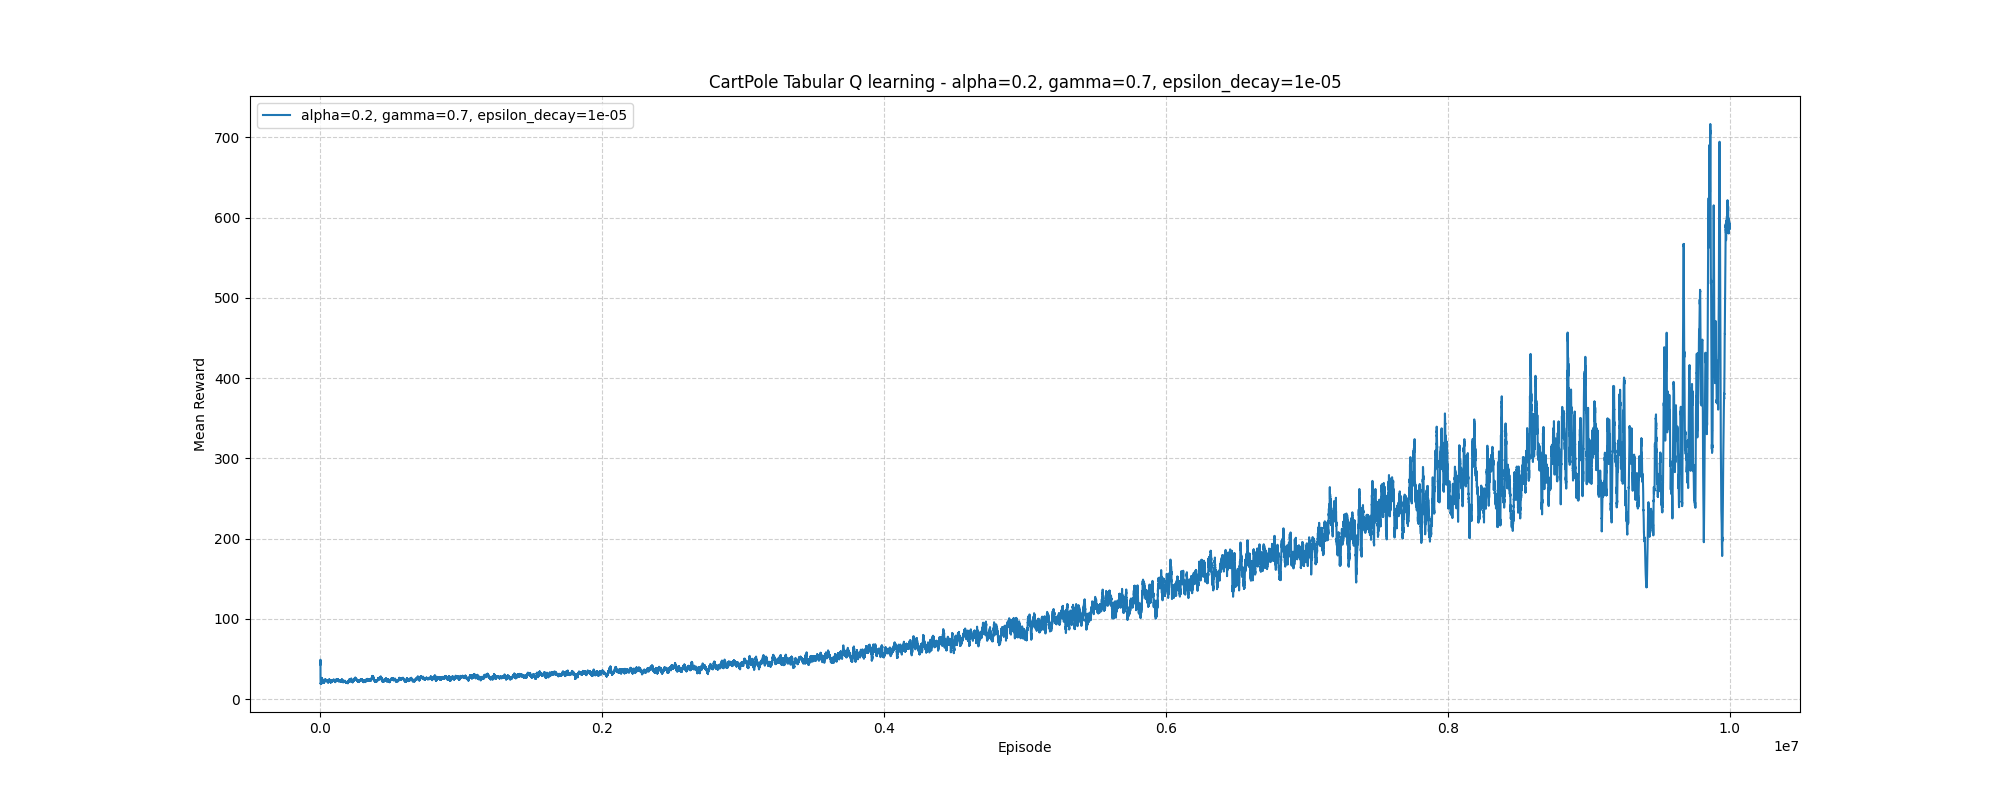 CartPole Tabular Q learning - alpha=0.2, gamma=0.7, epsilon_decay=1e-05
alpha=0.2, gamma=0.7, epsilon_decay=1e-05
700
600
500
400
300
200
100
0
Mean Reward
0.0 0.2 0.4 0.6 0.8 1.0
Episode
1e7